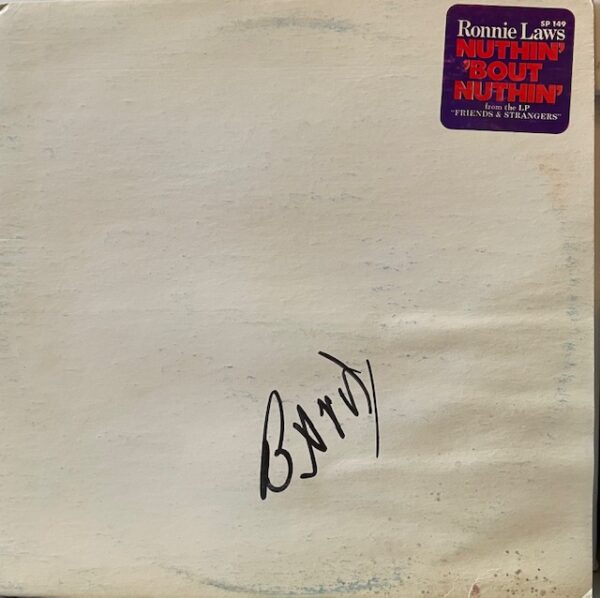 SP 149
Ronnie Laws
NUTHIN'
'BOUT
NUTHIN'
from the LP
"FRIENDS & STRANGERS"